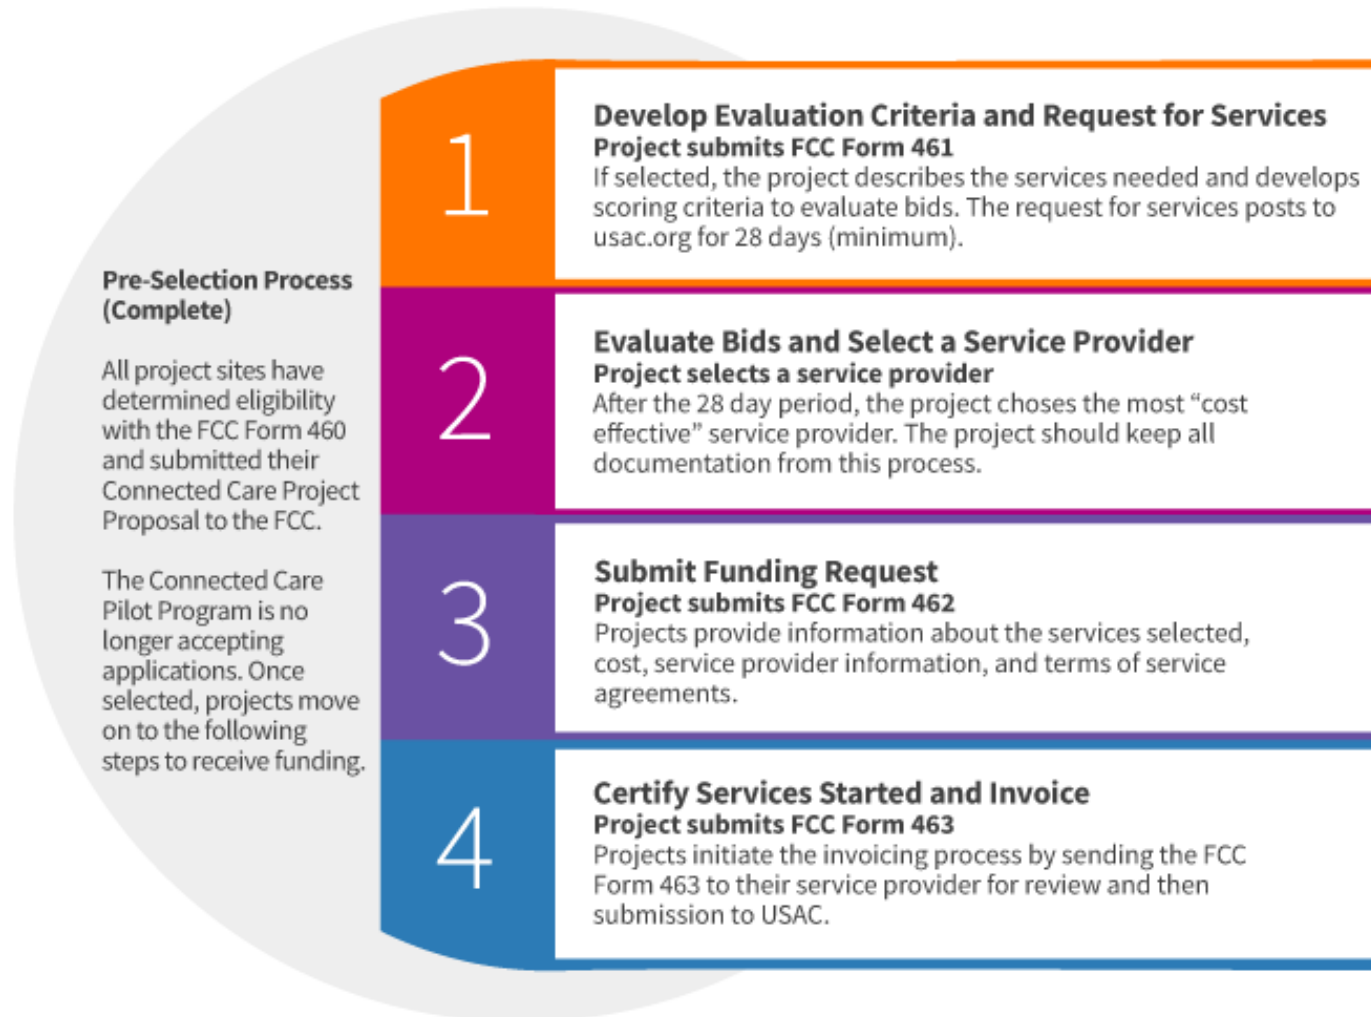 Pre-Selection Process
(Complete)
All project sites have
determined eligibility
with the FCC Form 460
and submitted their
Connected Care Project
Proposal to the FCC.
The Connected Care
Pilot Program is no
longer accepting
applications. Once
selected, projects move
on to the following
steps to receive funding.
1
Develop Evaluation Criteria and Request for Services
Project submits FCC Form 461
If selected, the project describes the services needed and develops
scoring criteria to evaluate bids. The request for services posts to
usac.org for 28 days (minimum).
2
Evaluate Bids and Select a Service Provider
Project selects a service provider
After the 28 day period, the project choses the most “cost
effective” service provider. The project should keep all
documentation from this process.
3
Submit Funding Request
Project submits FCC Form 462
Projects provide information about the services selected,
cost, service provider information, and terms of service
agreements.
4
Certify Services Started and Invoice
Project submits FCC Form 463
Projects initiate the invoicing process by sending the FCC
Form 463 to their service provider for review and then
submission to USAC.